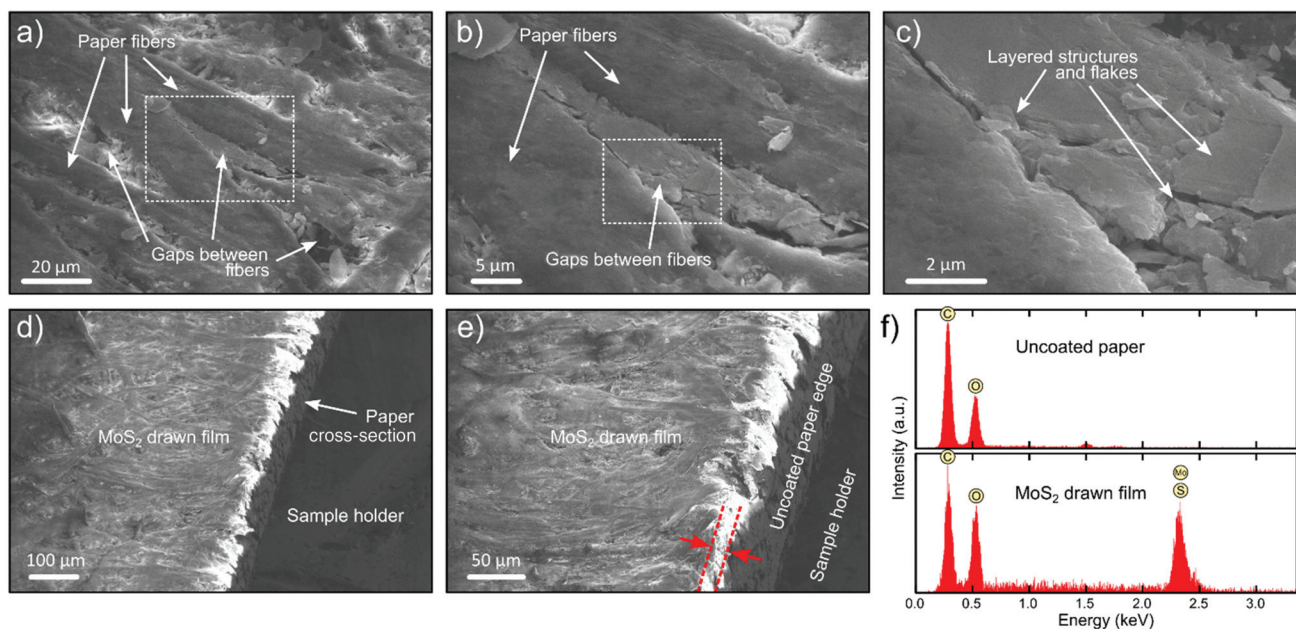 a)
Paper fibers
Gaps between
fibers
20 μm
b)
Paper fibers
Gaps between fibers
5 μm
c)
Layered structures
and flakes
2 μm
d)
MoS₂ drawn film
Paper
cross-section
Sample holder
100 μm
e)
MoS₂ drawn film
Uncoated paper edge
Sample holder
50 μm
f)
C
O
Uncoated paper
C
O
Mo
S
MoS₂ drawn film
Intensity (a.u.)
0.0 0.5 1.0 1.5 2.0 2.5 3.0
Energy (keV)